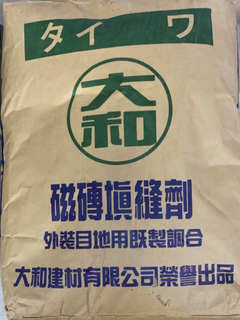 タイワ
大和
磁磚填縫劑
外装目地用既製調合
大和建材有限公司榮譽出品